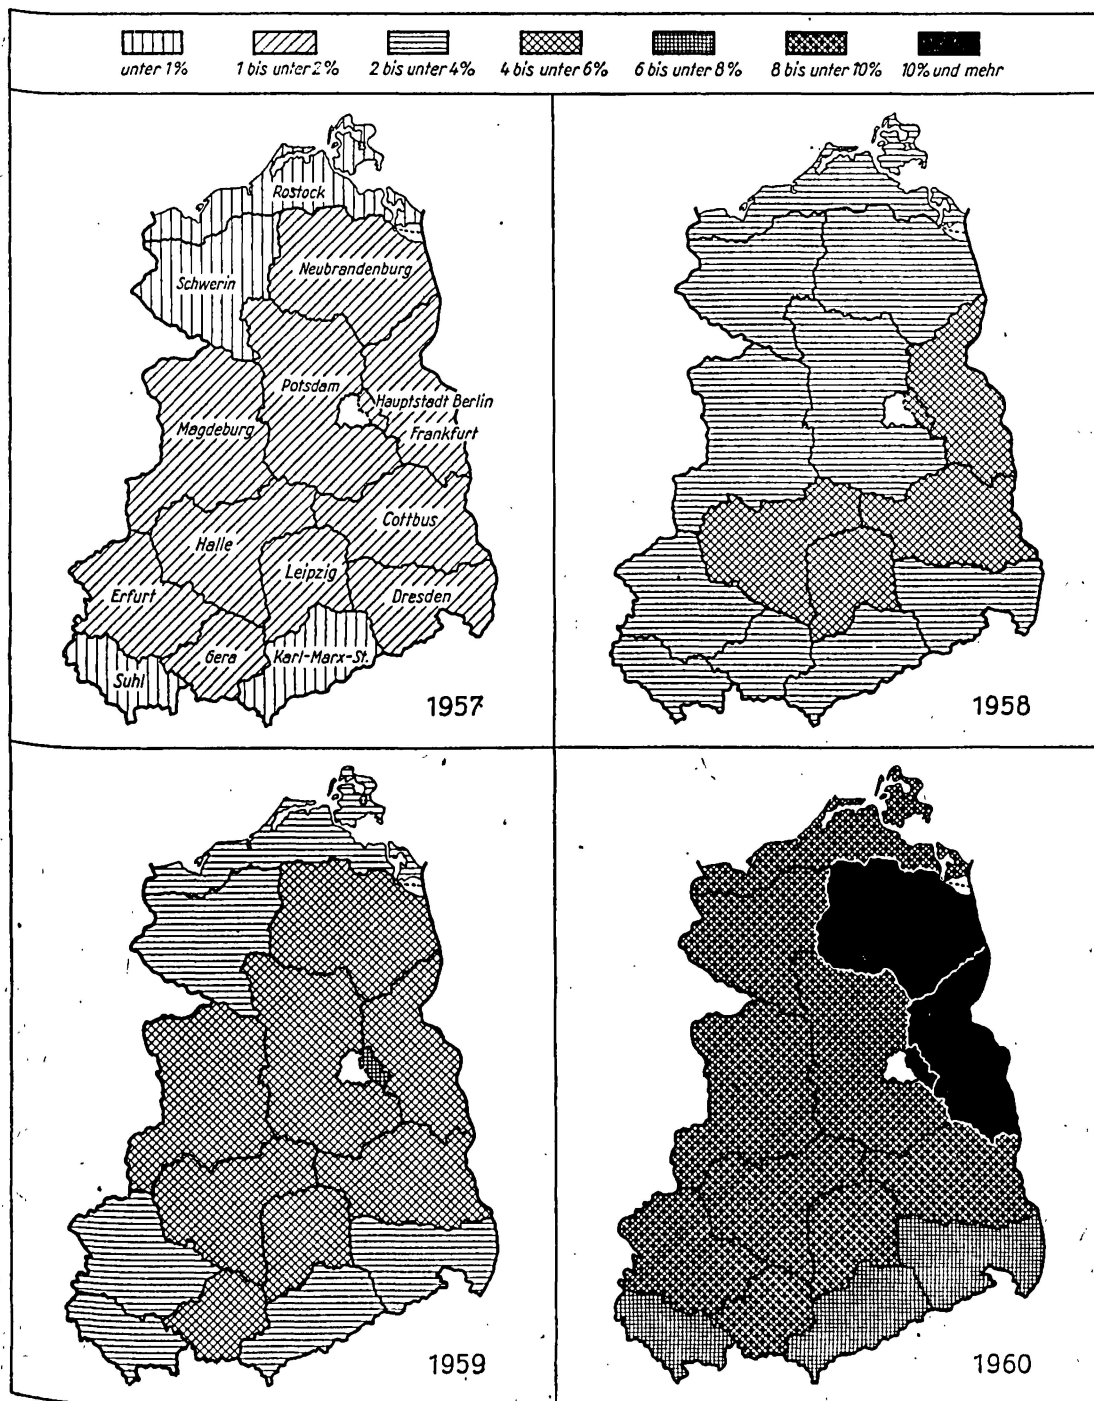 unter 1% 1 bis unter 2% 2 bis unter 4% 4 bis unter 6% 6 bis unter 8% 8 bis unter 10% 10% und mehr
Rostock
Schwerin
Neubrandenburg
Potsdam
Hauptstadt Berlin
Magdeburg
Frankfurt
Cottbus
Halle
Leipzig
Erfurt
Dresden
Gera
Karl-Marx-St.
Suhl
1957
1958
1959
1960